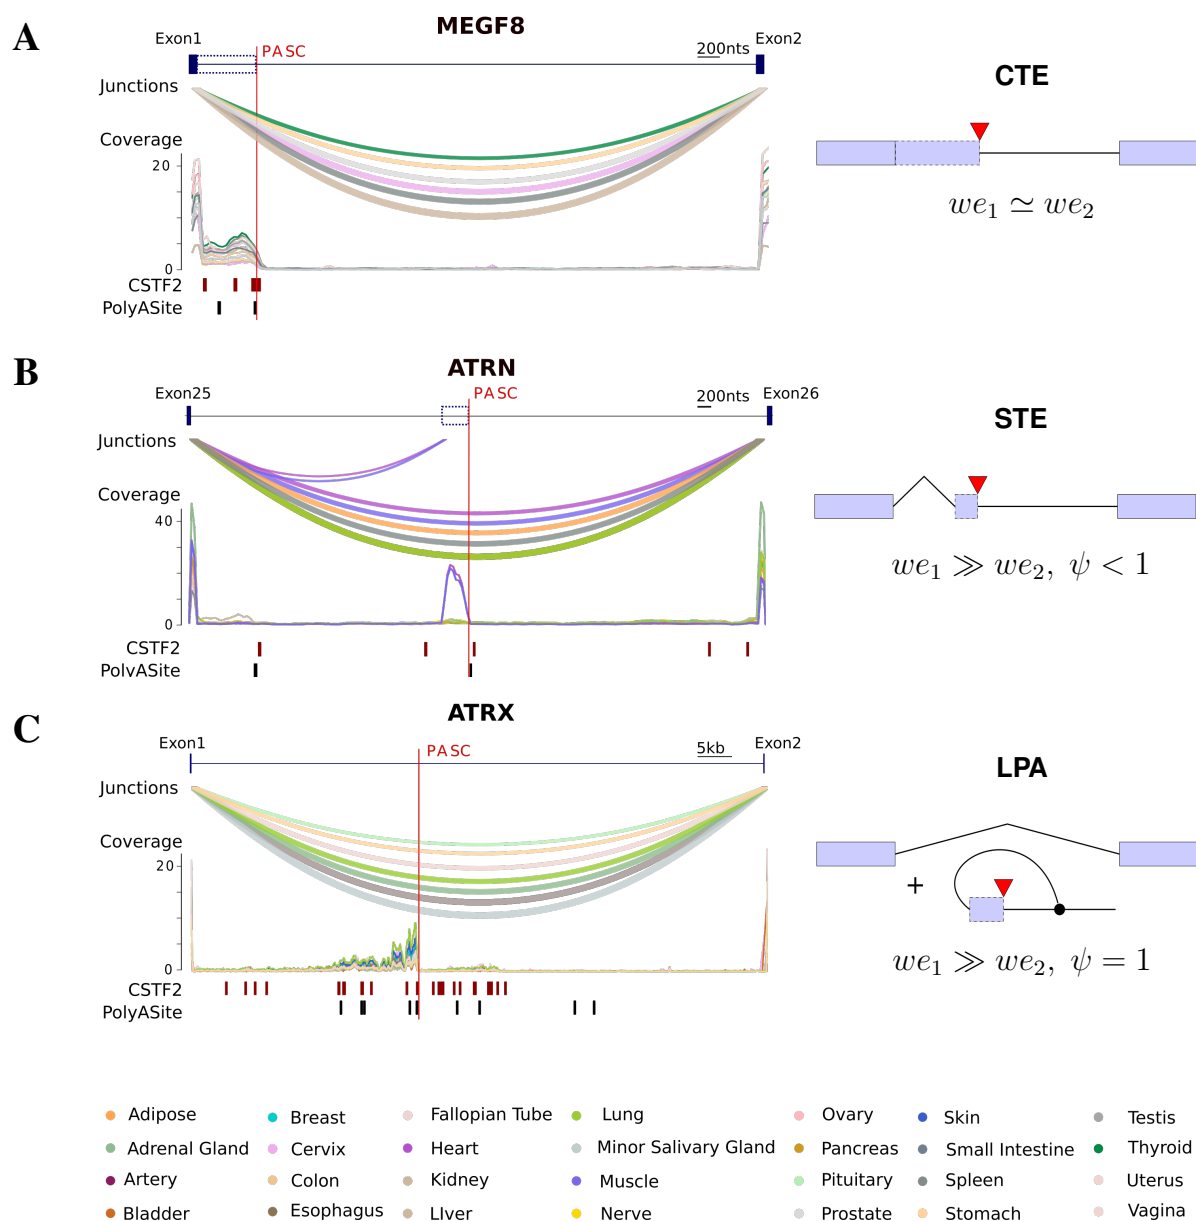 A
MEGF8
Exon1
PASC
200nts
Exon2
Junctions
Coverage
20
0
CSTF2
PolyASite
CTE
we1 ≃ we2
B
ATRN
Exon25
PASC
200nts
Exon26
Junctions
Coverage
40
0
CSTF2
PolyASite
STE
we1 ≫ we2, ψ < 1
C
ATRX
Exon1
PASC
5kb
Exon2
Junctions
Coverage
20
0
CSTF2
PolyASite
LPA
+
we1 ≫ we2, ψ = 1
Adipose Breast Fallopian Tube Lung Ovary Skin Testis
Adrenal Gland Cervix Heart Minor Salivary Gland Pancreas Small Intestine Thyroid
Artery Colon Kidney Muscle Pituitary Spleen Uterus
Bladder Esophagus LIver Nerve Prostate Stomach Vagina